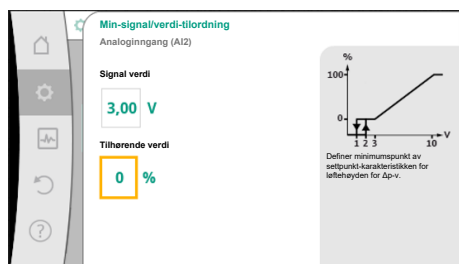 Min-signal/verdi-tilordning
Analoginngang (AI2)
Signal verdi
3,00 V
Tilhørende verdi
0 %
%
100
0
1 2 3 10 V
Definer minimumspunkt av
settpunkt-karakteristikken for
løftehøyden for Δp-v.